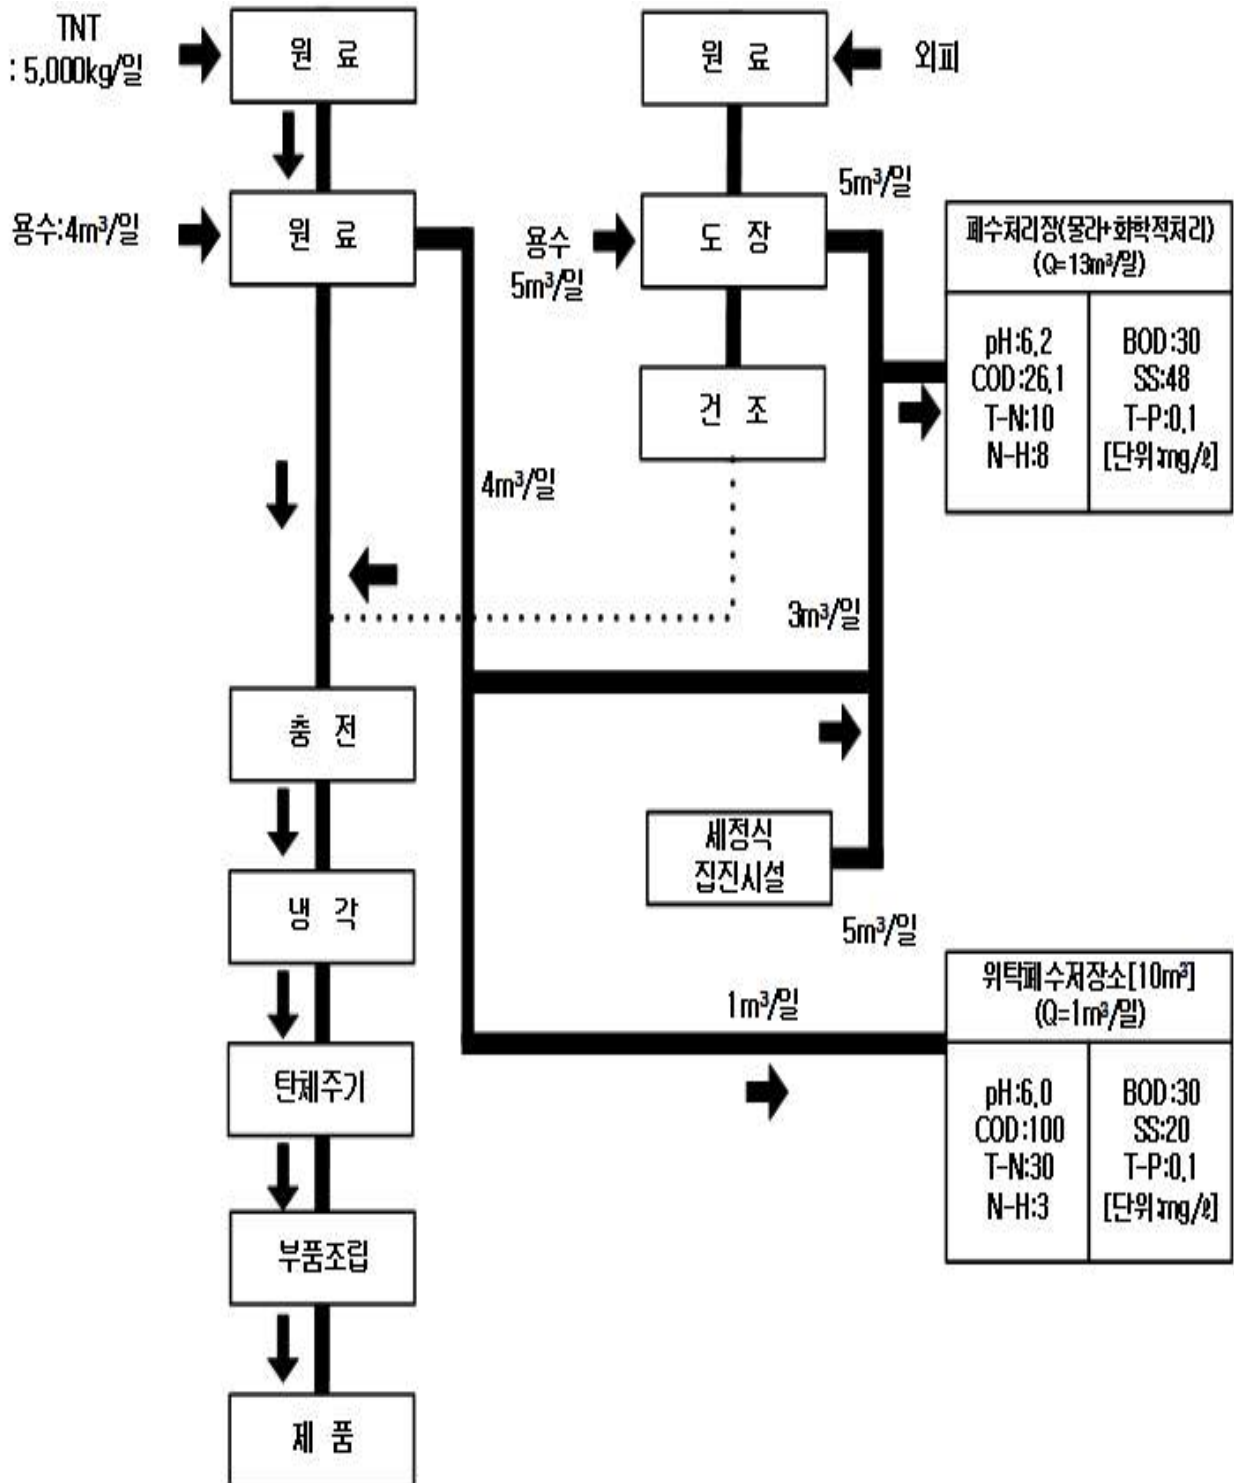 TNT
: 5,000kg/일
원 료
원 료
외피
용수:4m³/일
원 료
용수
5m³/일
도 장
5m³/일
폐수처리장(물리+화학적처리)
(Q=13m³/일)
pH:6.2
COD:26.1
T-N:10
N-H:8
BOD:30
SS:48
T-P:0.1
[단위:mg/ℓ]
건 조
4m³/일
3m³/일
충 전
세정식
집진시설
5m³/일
냉 각
1m³/일
위탁폐수저장소[10m³]
(Q=1m³/일)
pH:6.0
COD:100
T-N:30
N-H:3
BOD:30
SS:20
T-P:0.1
[단위:mg/ℓ]
탄체주기
부품조립
제 품